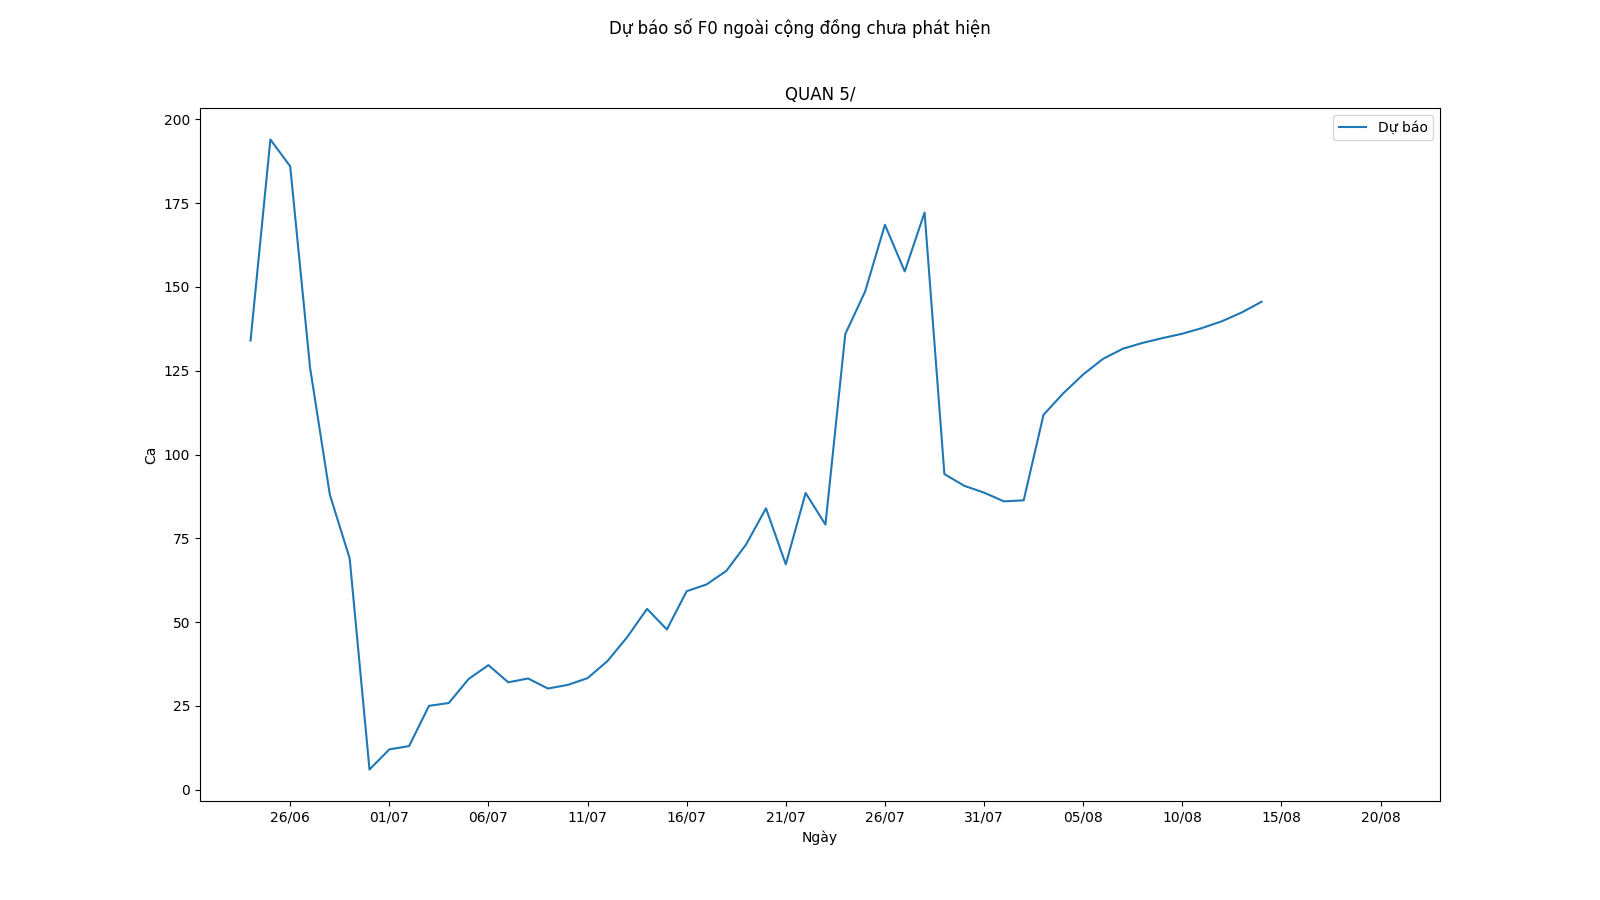 Dự báo số F0 ngoài cộng đồng chưa phát hiện
QUAN 5/
Dự báo
200
175
150
125
100
75
50
25
0
Ca
26/06 01/07 06/07 11/07 16/07 21/07 26/07 31/07 05/08 10/08 15/08 20/08
Ngày